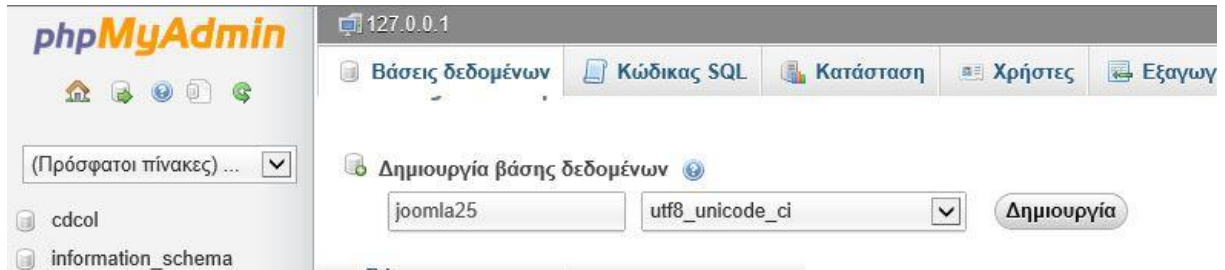 phpMyAdmin
127.0.0.1
Βάσεις δεδομένων Κώδικας SQL Κατάσταση Χρήστες Εξαγωγ
(Πρόσφατοι πίνακες) ...
cdcol
information_schema
Δημιουργία βάσης δεδομένων
joomla25 utf8_unicode_ci Δημιουργία